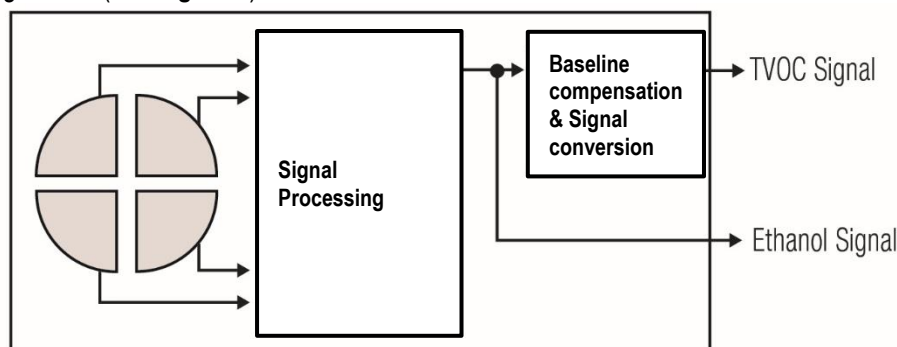 Signal
Processing
Baseline
compensation
& Signal
conversion
TVOC Signal
Ethanol Signal